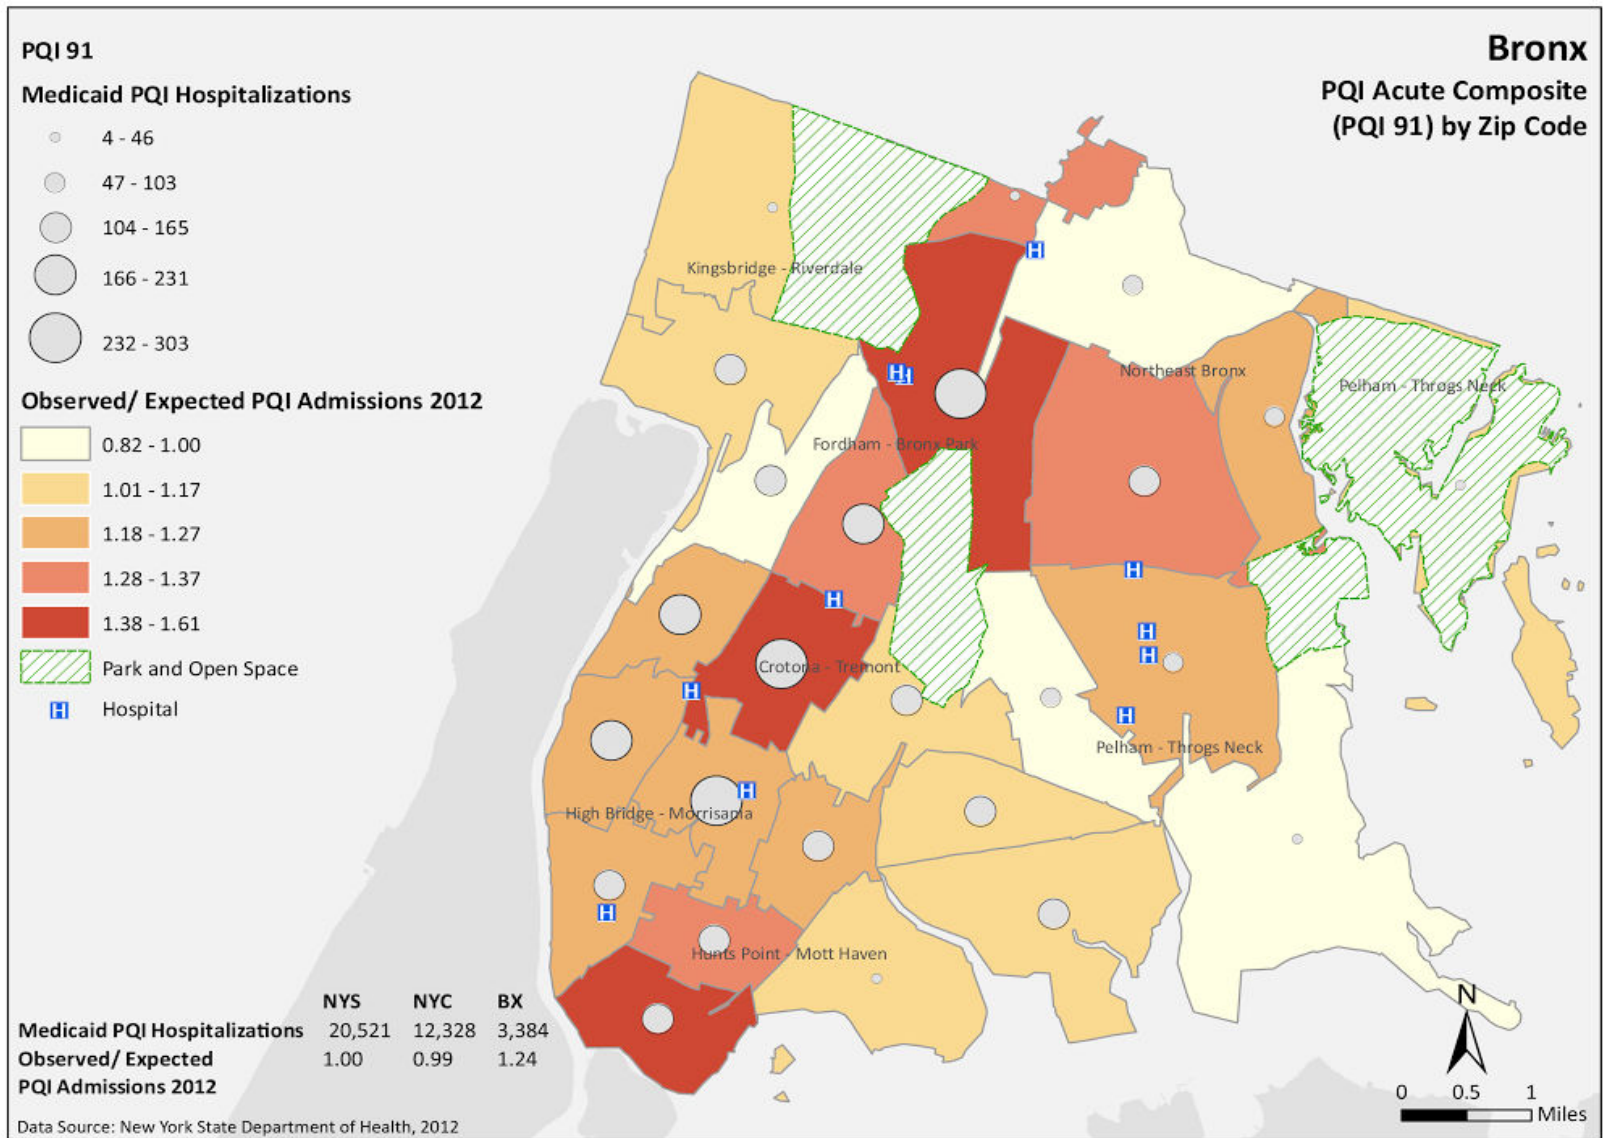 PQI 91
Medicaid PQI Hospitalizations
4 - 46
47 - 103
104 - 165
166 - 231
232 - 303
Observed/ Expected PQI Admissions 2012
0.82 - 1.00
1.01 - 1.17
1.18 - 1.27
1.28 - 1.37
1.38 - 1.61
Park and Open Space
H Hospital
Bronx
PQI Acute Composite
(PQI 91) by Zip Code
H
Kingsbridge - Riverdale
H H
Northeast Bronx
Pelham - Throgs Neck
Fordham - Bronx Park
H
H
H
H
Crotona - Tremont
H
H
Pelham - Throgs Neck
H
High Bridge - Morrisania
H
Hunts Point - Mott Haven
NYS NYC BX
Medicaid PQI Hospitalizations 20,521 12,328 3,384
Observed/ Expected 1.00 0.99 1.24
PQI Admissions 2012
Data Source: New York State Department of Health, 2012
N
0 0.5 1
Miles